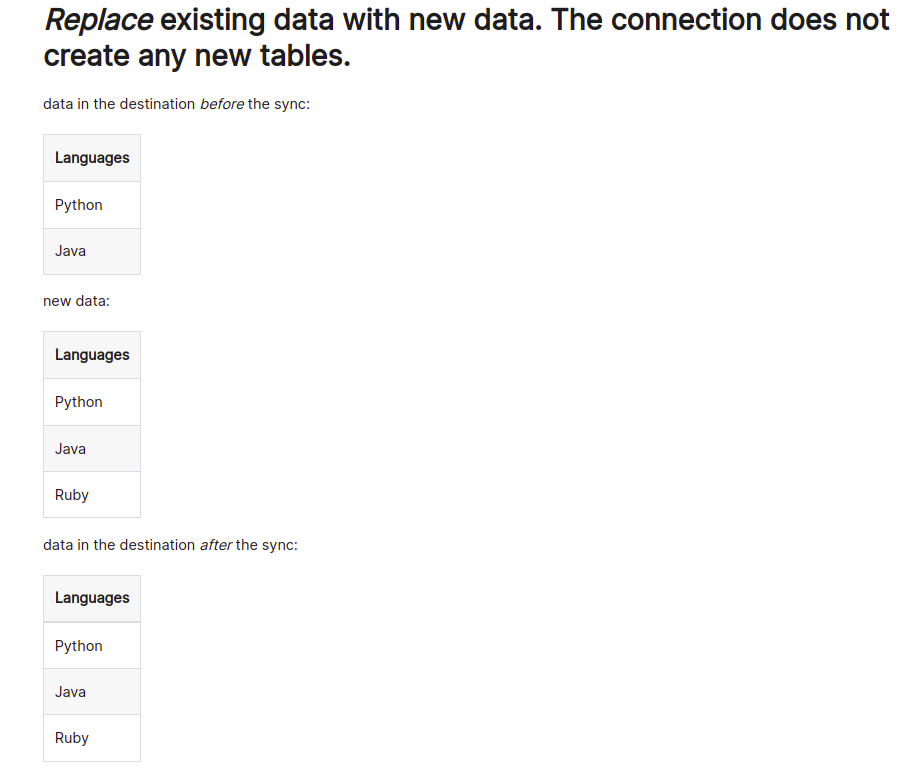 Replace existing data with new data. The connection does not
create any new tables.
data in the destination before the sync:
Languages
Python
Java
new data:
Languages
Python
Java
Ruby
data in the destination after the sync:
Languages
Python
Java
Ruby